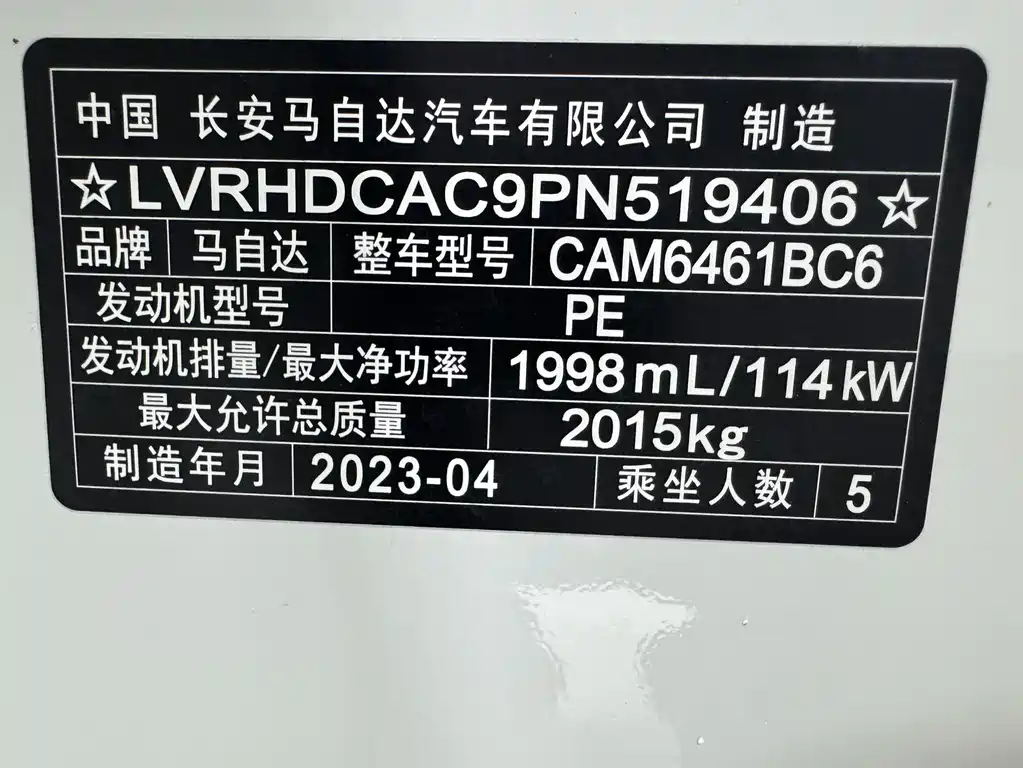 中国 长安马自达汽车有限公司 制造
☆LVRHDCAC9PN519406☆
品牌 马自达 整车型号 CAM6461BC6
发动机型号 PE
发动机排量/最大净功率 1998mL/114kW
最大允许总质量 2015kg
制造年月 2023-04 乘坐人数 5